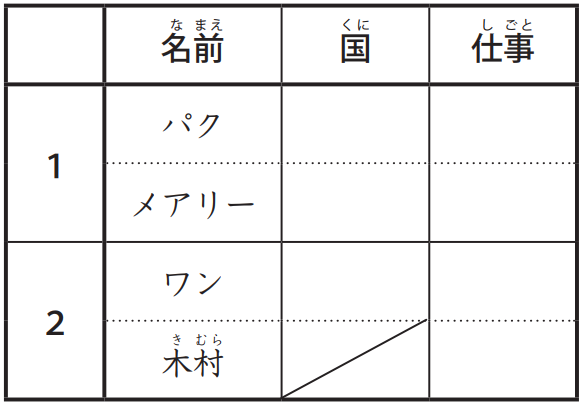 な まえ くに し ごと
名前 国 仕事
1
パク
メアリー
2
ワン
き むら
木村